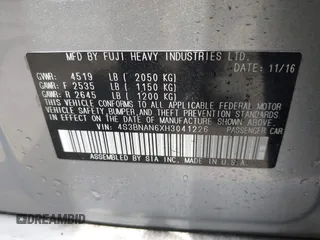 MFD BY FUJI HEAVY INDUSTRIES LTD.
DATE: 11/16
GVWR: 4519 LB ( 2050 KG)
GAWR: F 2535 LB ( 1150 KG)
GAWR: R 2645 LB ( 1200 KG)
THIS VEHICLE CONFORMS TO ALL APPLICABLE FEDERAL MOTOR
VEHICLE SAFETY, BUMPER, AND THEFT PREVENTION STANDARDS
IN EFFECT ON THE DATE OF MANUFACTURE SHOWN ABOVE.
VIN: 4S3BNAN6XH3041226 PASSENGER CAR
ASSEMBLED BY SIA INC. MADE IN U.S.A.
AUTOASTAT